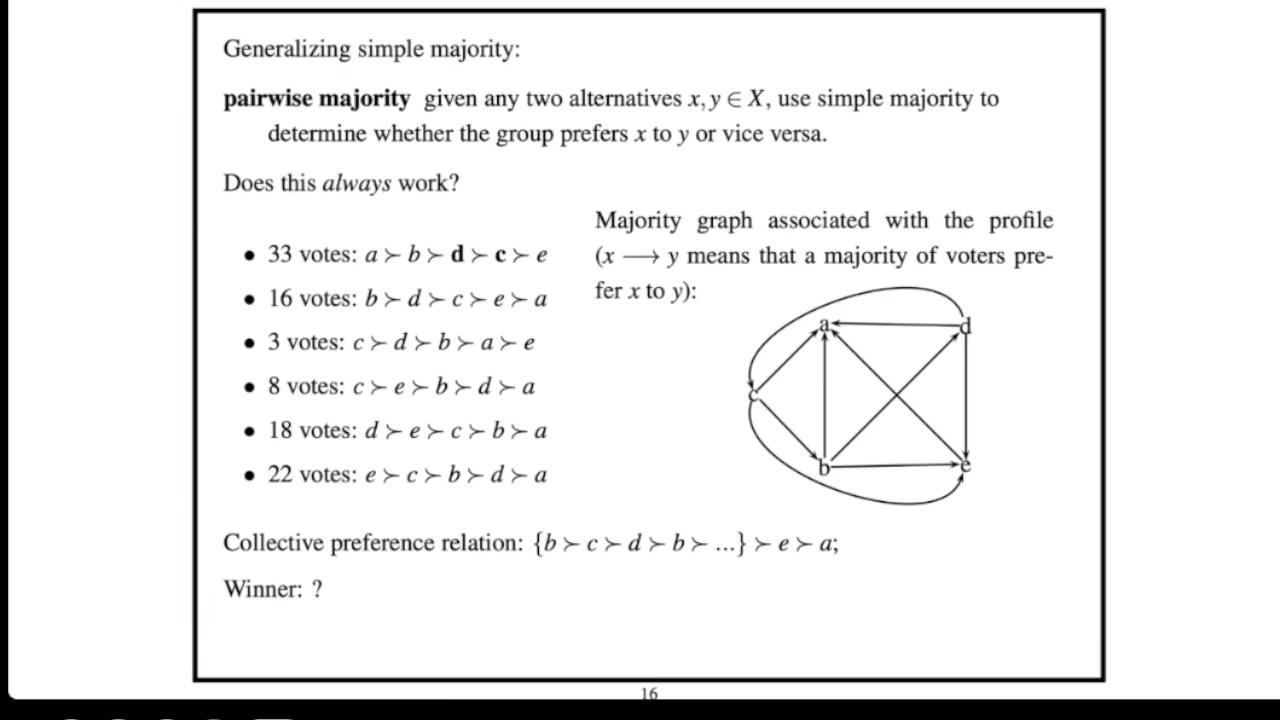 Generalizing simple majority:
pairwise majority given any two alternatives x, y ∈ X, use simple majority to
determine whether the group prefers x to y or vice versa.
Does this always work?
• 33 votes: a ≻ b ≻ d ≻ c ≻ e
• 16 votes: b ≻ d ≻ c ≻ e ≻ a
• 3 votes: c ≻ d ≻ b ≻ a ≻ e
• 8 votes: c ≻ e ≻ b ≻ d ≻ a
• 18 votes: d ≻ e ≻ c ≻ b ≻ a
• 22 votes: e ≻ c ≻ b ≻ d ≻ a
Majority graph associated with the profile
(x ⟶ y means that a majority of voters pre-
fer x to y):
a
d
c
b
e
Collective preference relation: {b ≻ c ≻ d ≻ b ≻ ...} ≻ e ≻ a;
Winner: ?
16